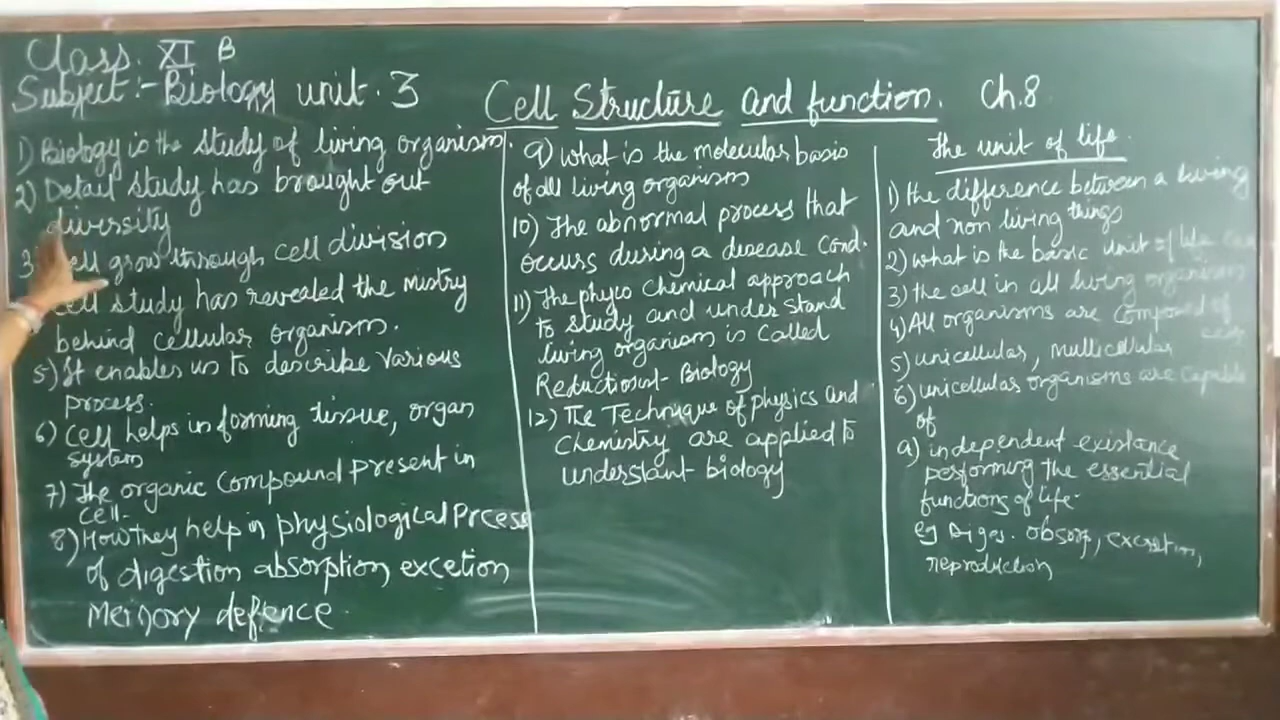 Class: XI B
Subject:- Biology unit. 3
Cell Structure and function. Ch.8
1) Biology is the study of living organism.
2) Detail study has brought out
diversity
3 Cell grow through cell division
Cell study has revealed the mistry
behind cellular organism.
5) It enables us to describe various
process.
6) Cell helps in forming tissue, organ
system
7) The organic compound present in
cell-
8) How they help in physiological Prcess
of digestion absorption excetion
Memory defence.
9) what is the molecular basis
of all living organism
10) The abnormal process that
occurs during a desease Cond.
11) The phyco chemical approach
to study and under stand
living organism is called
Reductiosnt- Biology
12) The Technique of physics and
Chemistry are applied to
understant biology
The unit of life.
1) the difference between a living
and non living things
2) what is the basic unit of life
3) the cell in all living organisms
4) All organisms are composed of
cells
5) unicellular, mullicellular
6) unicellular organisms are capable
of
a) independent existance
performing the essential
functions of life-
eg Diges. obsorp, excretion,
reproduction